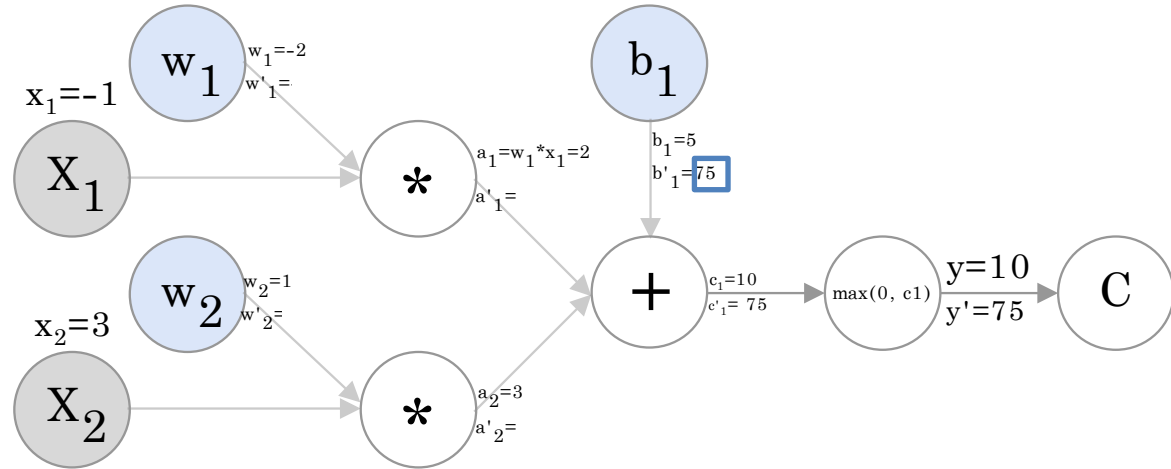 w₁
w₁=-2
w'₁=
b₁
x₁=-1
X₁
*
a₁=w₁*x₁=2
a'₁=
b₁=5
b'₁=75
w₂
w₂=1
w'₂=
+
c₁=10
c'₁= 75
max(0, c1)
y=10
y'=75
C
x₂=3
X₂
*
a₂=3
a'₂=